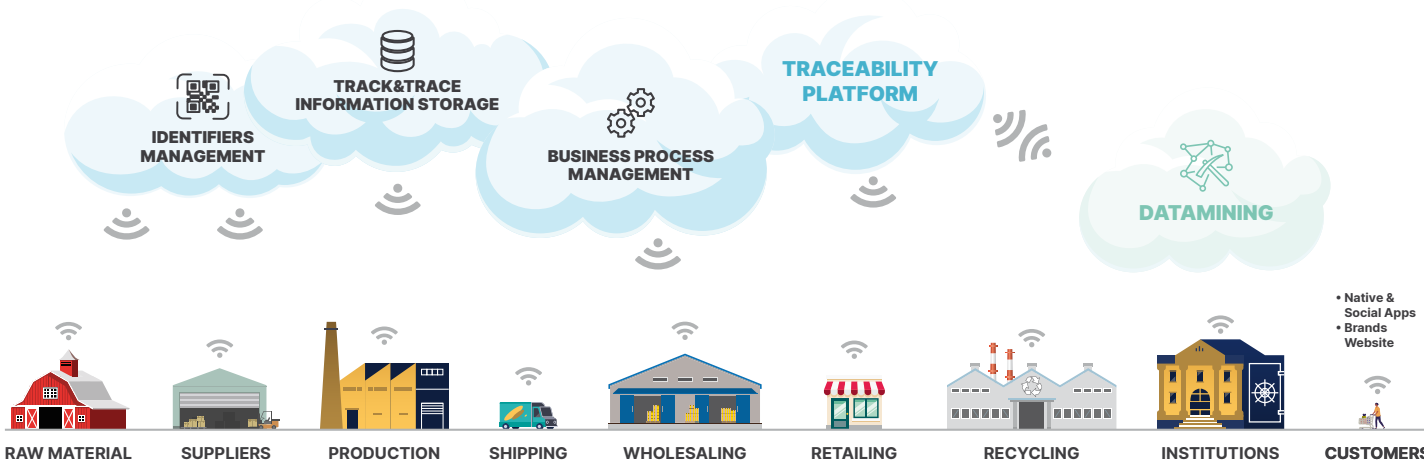 TRACK&TRACE
INFORMATION STORAGE
TRACEABILITY
PLATFORM
IDENTIFIERS
MANAGEMENT
BUSINESS PROCESS
MANAGEMENT
DATAMINING
• Native &
Social Apps
• Brands
Website
RAW MATERIAL
SUPPLIERS
PRODUCTION
SHIPPING
WHOLESALING
RETAILING
RECYCLING
INSTITUTIONS
CUSTOMERS